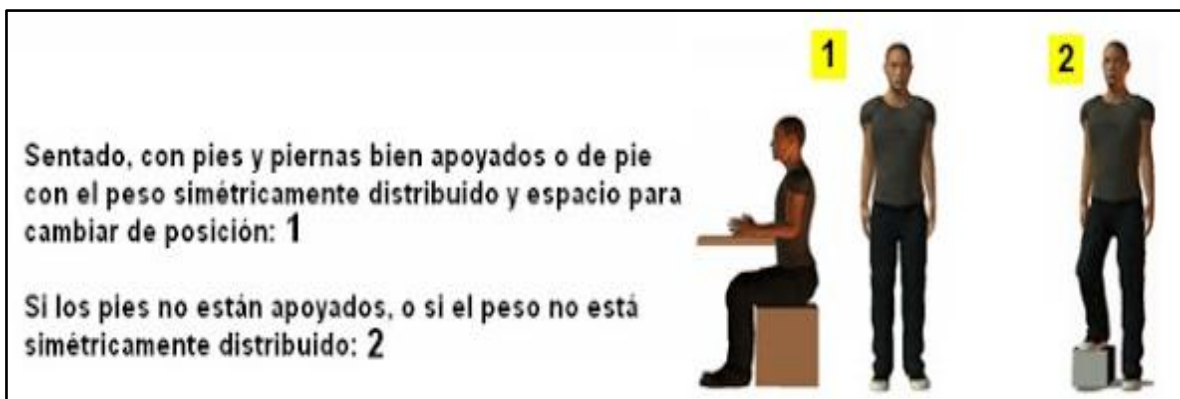 Sentado, con pies y piernas bien apoyados o de pie
con el peso simétricamente distribuido y espacio para
cambiar de posición: 1
Si los pies no están apoyados, o si el peso no está
simétricamente distribuido: 2
1
2